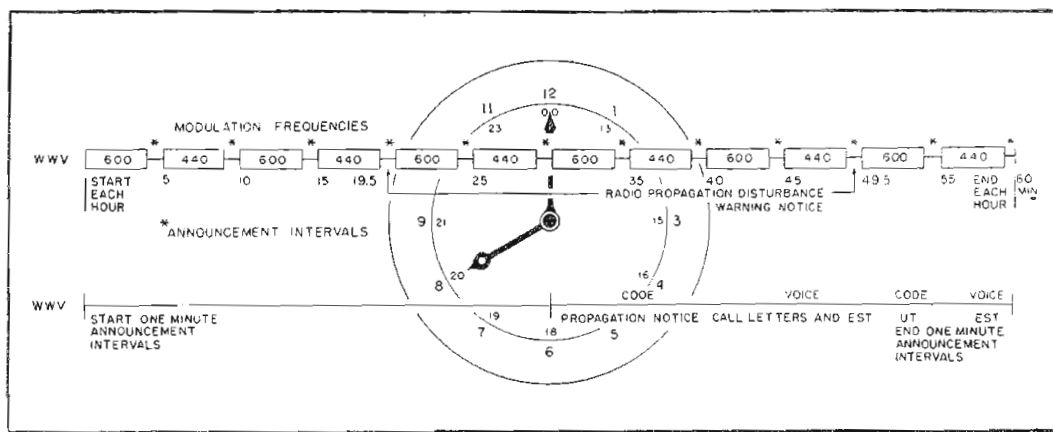 12
00
11
1
23
13
MODULATION FREQUENCIES
* * * * * * * * * * * *
WWV 600 440 600 440 600 440 600 440 600 440 600 440
START EACH HOUR
5 10 15 19.5 25 35 40 45 49.5 55
END EACH HOUR
60 MIN
RADIO PROPAGATION DISTURBANCE
WARNING NOTICE
9 21 15 3
*ANNOUNCEMENT INTERVALS
20 16
8 4
CODE VOICE CODE VOICE
WWV
START ONE MINUTE
ANNOUNCEMENT
INTERVALS
PROPAGATION NOTICE CALL LETTERS AND EST UT EST
END ONE MINUTE
ANNOUNCEMENT
INTERVALS
19 18
7 5
6